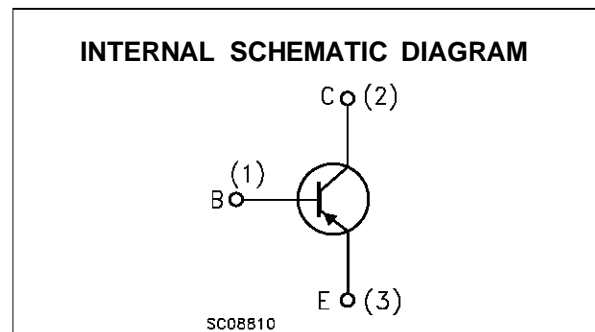 INTERNAL SCHEMATIC DIAGRAM
C (2)
(1)
B
E (3)
SC08810